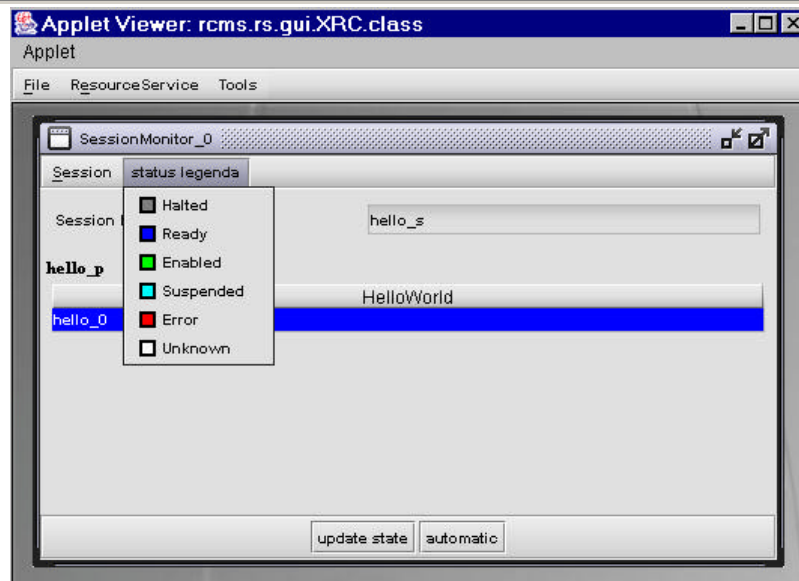 Applet Viewer: rcms.rs.gui.XRC.class
Applet
File ResourceService Tools
SessionMonitor_0
Session status legenda
Halted
Session hello_s
Ready
Enabled
hello_p
Suspended
HelloWorld
hello_0 Error
Unknown
update state automatic